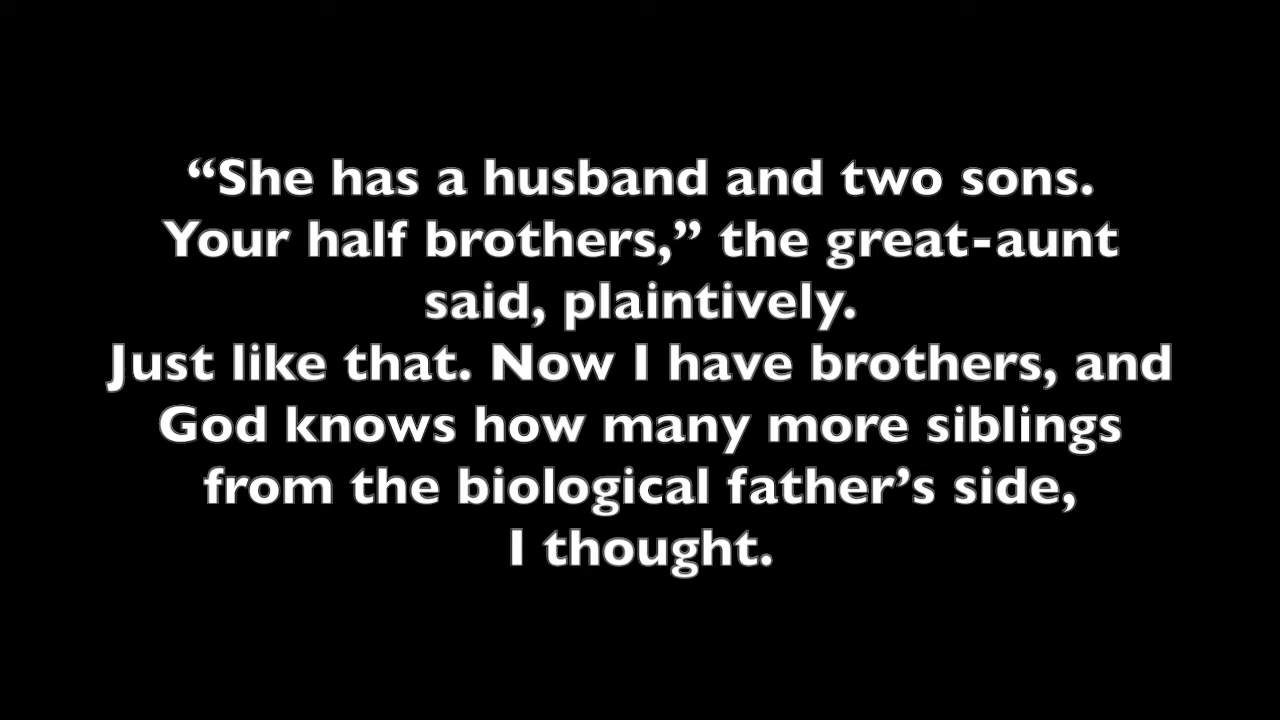 “She has a husband and two sons.
Your half brothers,” the great-aunt
said, plaintively.
Just like that. Now I have brothers, and
God knows how many more siblings
from the biological father’s side,
I thought.